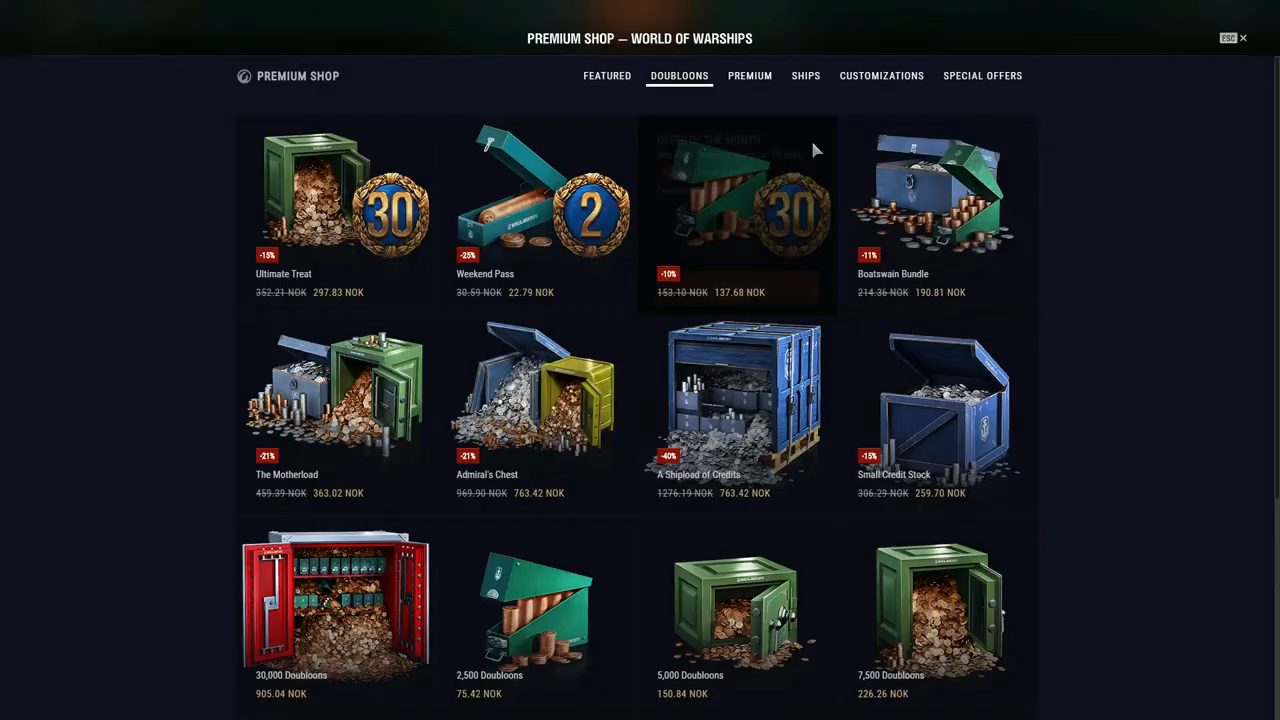 PREMIUM SHOP — WORLD OF WARSHIPS
ESC ×
PREMIUM SHOP
FEATURED DOUBLOONS PREMIUM SHIPS CUSTOMIZATIONS SPECIAL OFFERS
30
-15%
Ultimate Treat
352.21 NOK 297.83 NOK
2
-25%
Weekend Pass
30.59 NOK 22.79 NOK
OFFER OF THE MONTH
30
-10%
153.10 NOK 137.68 NOK
-11%
Boatswain Bundle
214.36 NOK 190.81 NOK
-21%
The Motherload
459.39 NOK 363.02 NOK
-21%
Admiral's Chest
969.90 NOK 763.42 NOK
-40%
A Shipload of Credits
1276.19 NOK 763.42 NOK
-15%
Small Credit Stock
306.29 NOK 259.70 NOK
30,000 Doubloons
905.04 NOK
2,500 Doubloons
75.42 NOK
5,000 Doubloons
150.84 NOK
7,500 Doubloons
226.26 NOK